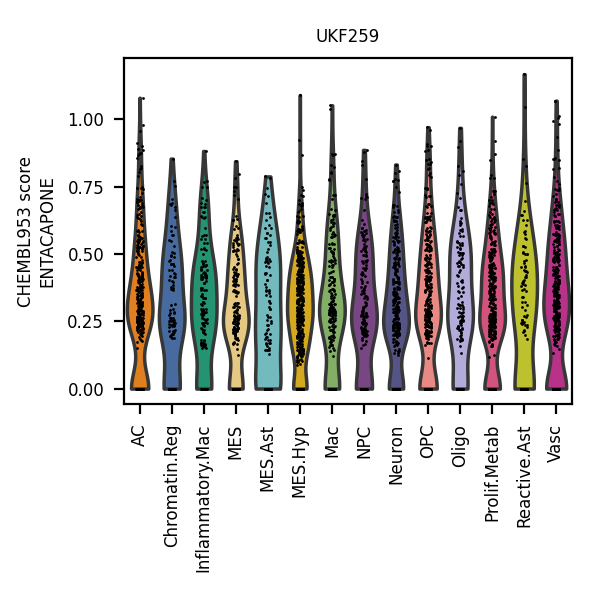 UKF259
CHEMBL953 score
ENTACAPONE
1.00
0.75
0.50
0.25
0.00
AC
Chromatin.Reg
Inflammatory.Mac
MES
MES.Ast
MES.Hyp
Mac
NPC
Neuron
OPC
Oligo
Prolif.Metab
Reactive.Ast
Vasc